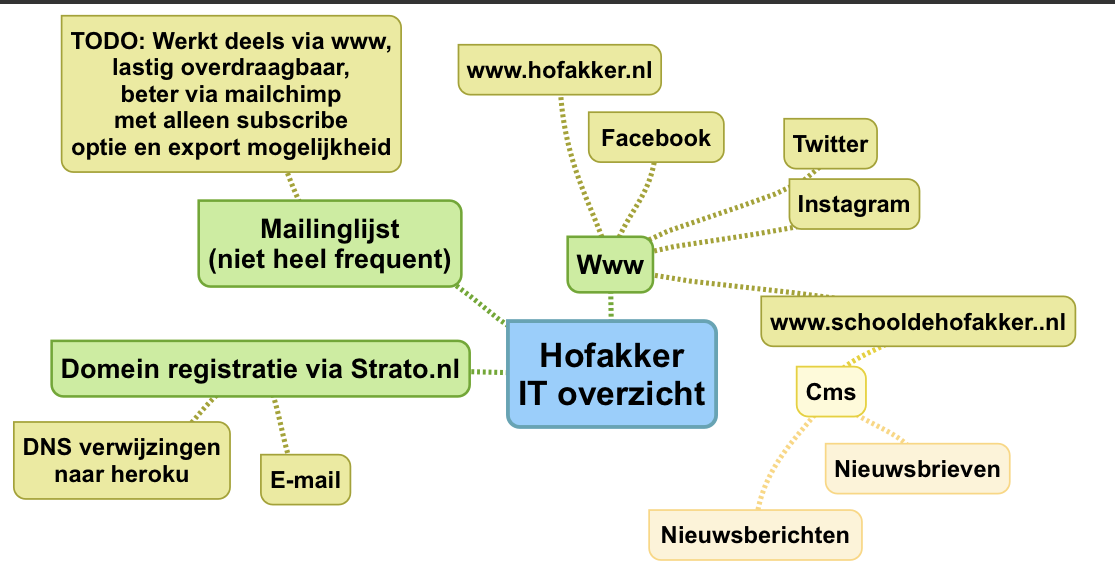 TODO: Werkt deels via www,
lastig overdraagbaar,
beter via mailchimp
met alleen subscribe
optie en export mogelijkheid
www.hofakker.nl
Facebook
Twitter
Instagram
Mailinglijst
(niet heel frequent)
Www
www.schooldehofakker..nl
Hofakker
IT overzicht
Domein registratie via Strato.nl
Cms
DNS verwijzingen
naar heroku
E-mail
Nieuwsbrieven
Nieuwsberichten